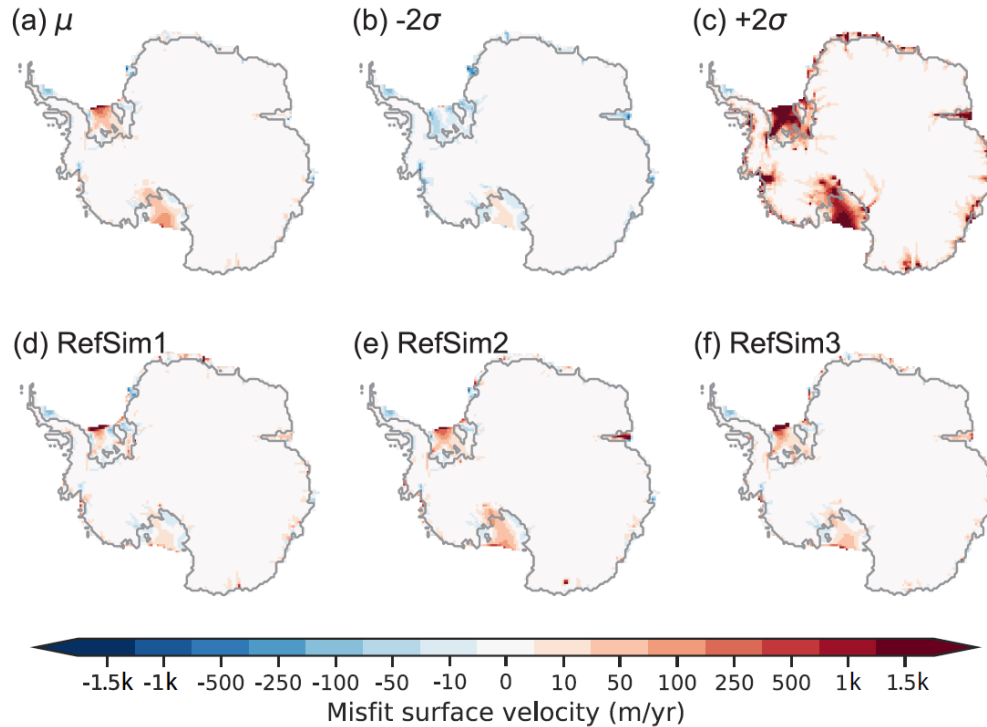 (a) μ (b) -2σ (c) +2σ
(d) RefSim1 (e) RefSim2 (f) RefSim3
-1.5k -1k -500 -250 -100 -50 -10 0 10 50 100 250 500 1k 1.5k
Misfit surface velocity (m/yr)